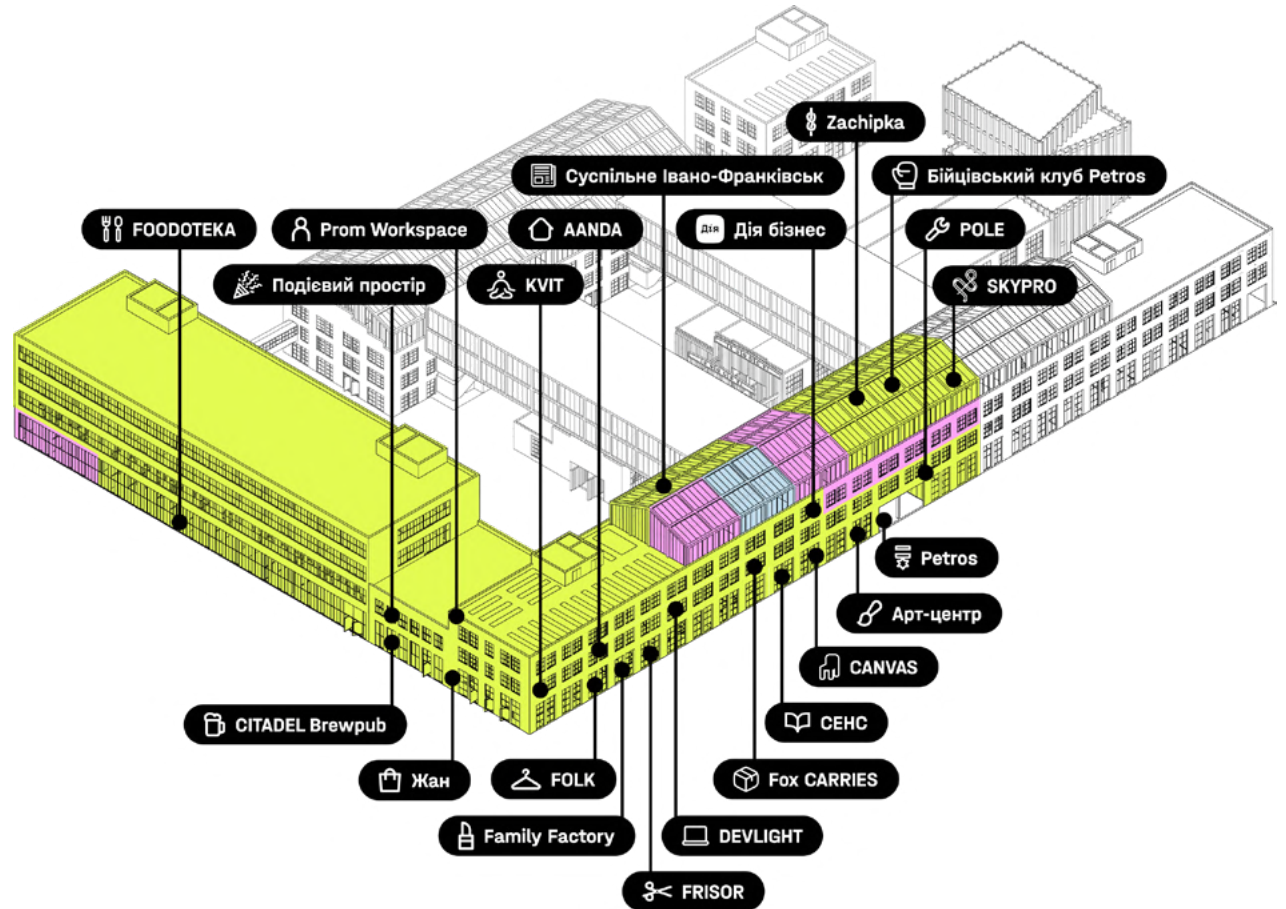 Zachipka
Суспільне Івано-Франківськ
Бійцівський клуб Petros
FOODOTEKA
Prom Workspace
AANDA
Дія
Дія бізнес
POLE
Подієвий простір
KVIT
SKYPRO
Petros
Арт-центр
CANVAS
CITADEL Brewpub
СЕНС
Жан
FOLK
Fox CARRIES
Family Factory
DEVLIGHT
FRISOR